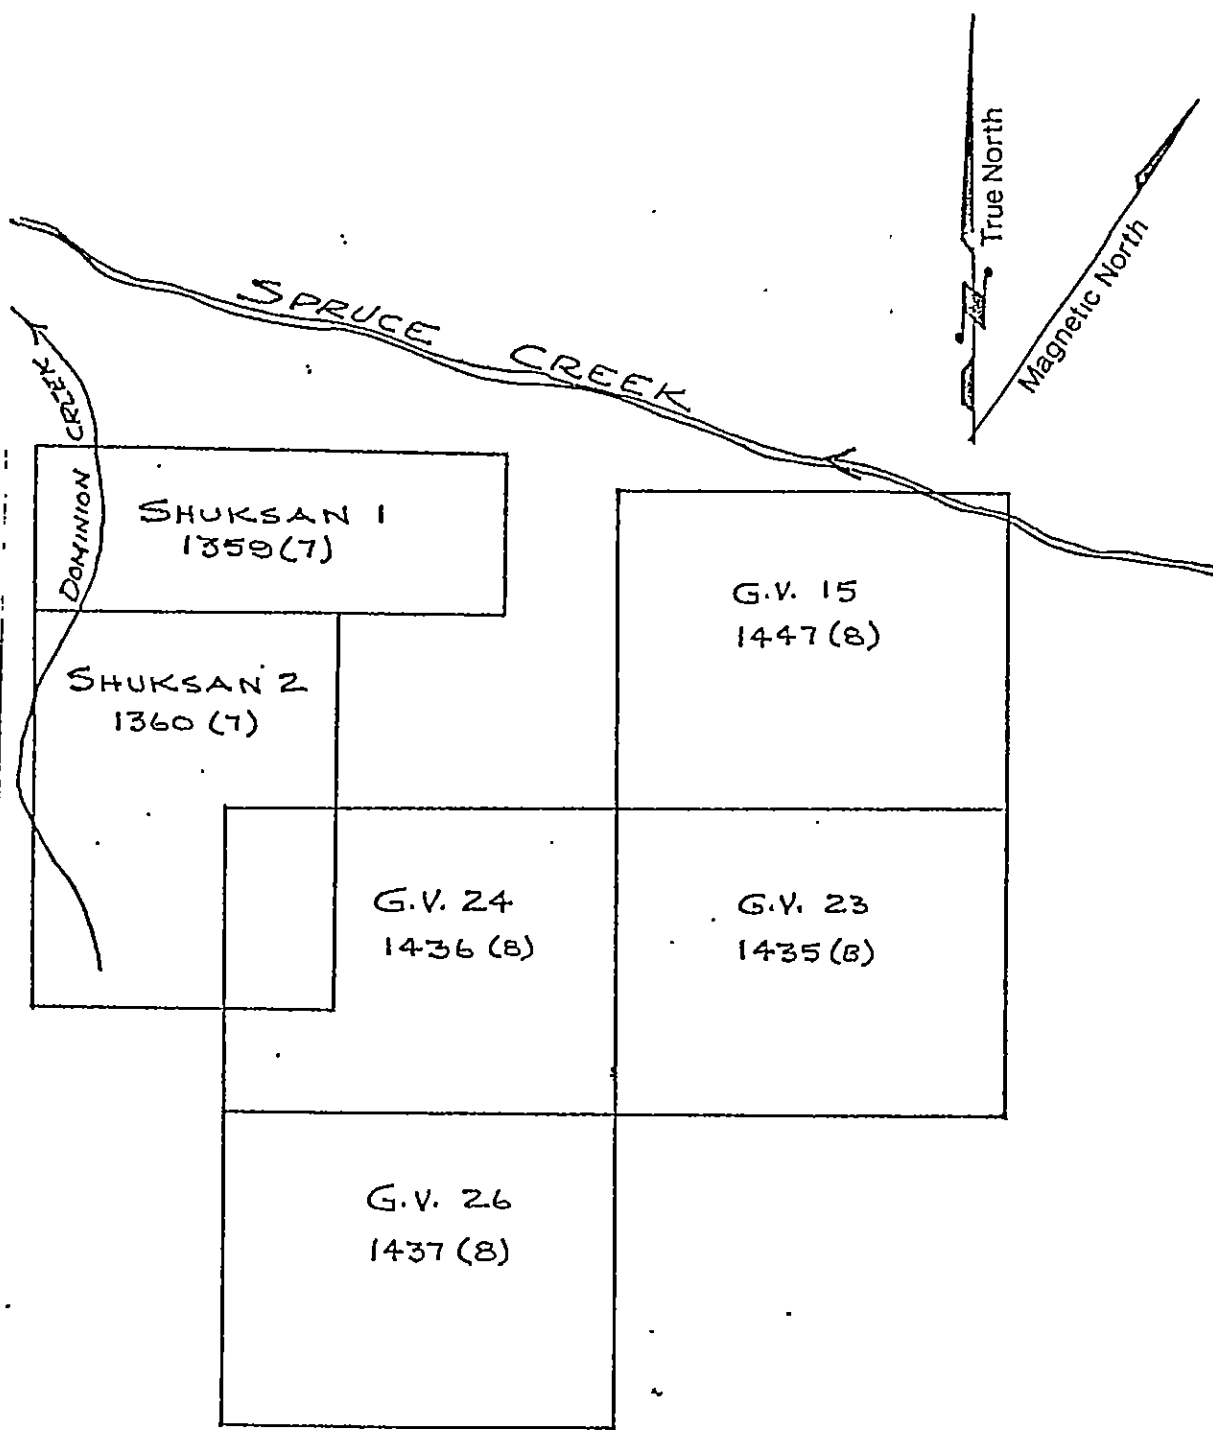 True North
Magnetic North
SPRUCE CREEK
DOMINION CREEK
SHUKSAN 1
1359(7)
G.V. 15
1447(8)
SHUKSAN 2
1360 (7)
G.V. 24
1436 (8)
G.V. 23
1435(8)
G.V. 26
1437 (8)